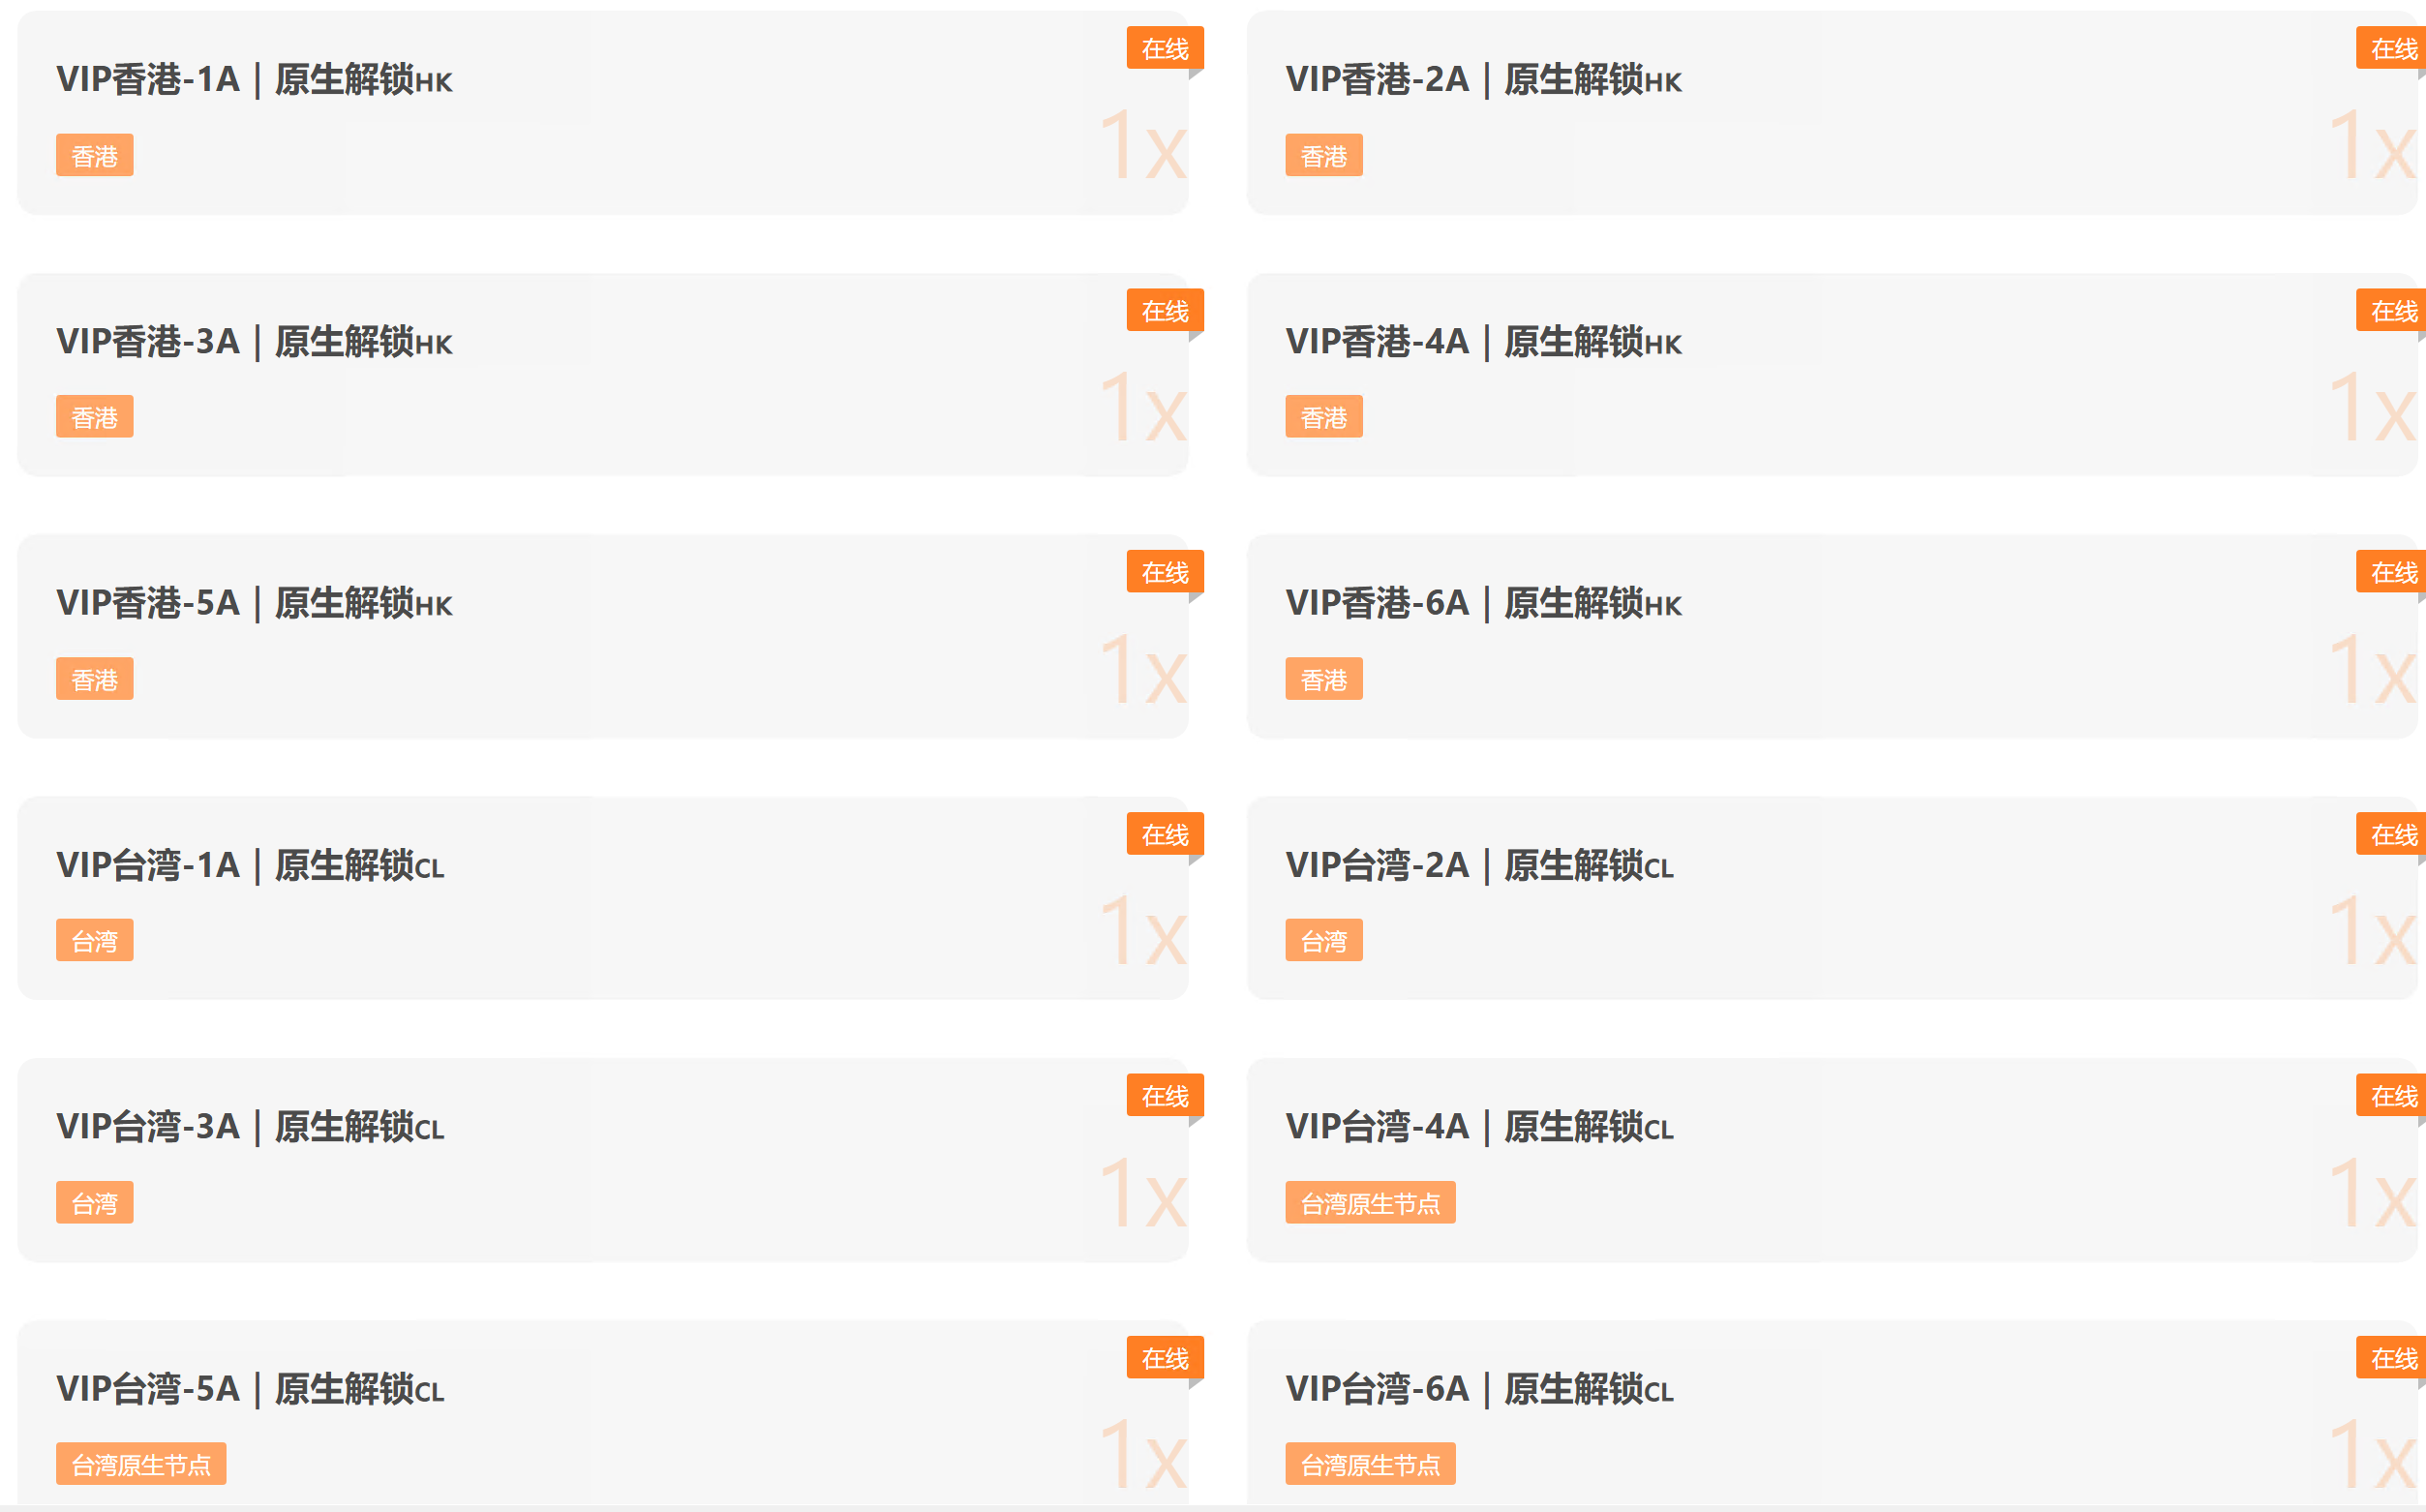 在线
VIP香港-1A｜原生解锁HK
香港
1x
在线
VIP香港-2A｜原生解锁HK
香港
1x
在线
VIP香港-3A｜原生解锁HK
香港
1x
在线
VIP香港-4A｜原生解锁HK
香港
1x
在线
VIP香港-5A｜原生解锁HK
香港
1x
在线
VIP香港-6A｜原生解锁HK
香港
1x
在线
VIP台湾-1A｜原生解锁CL
台湾
1x
在线
VIP台湾-2A｜原生解锁CL
台湾
1x
在线
VIP台湾-3A｜原生解锁CL
台湾
1x
在线
VIP台湾-4A｜原生解锁CL
台湾原生节点
1x
在线
VIP台湾-5A｜原生解锁CL
台湾原生节点
1x
在线
VIP台湾-6A｜原生解锁CL
台湾原生节点
1x